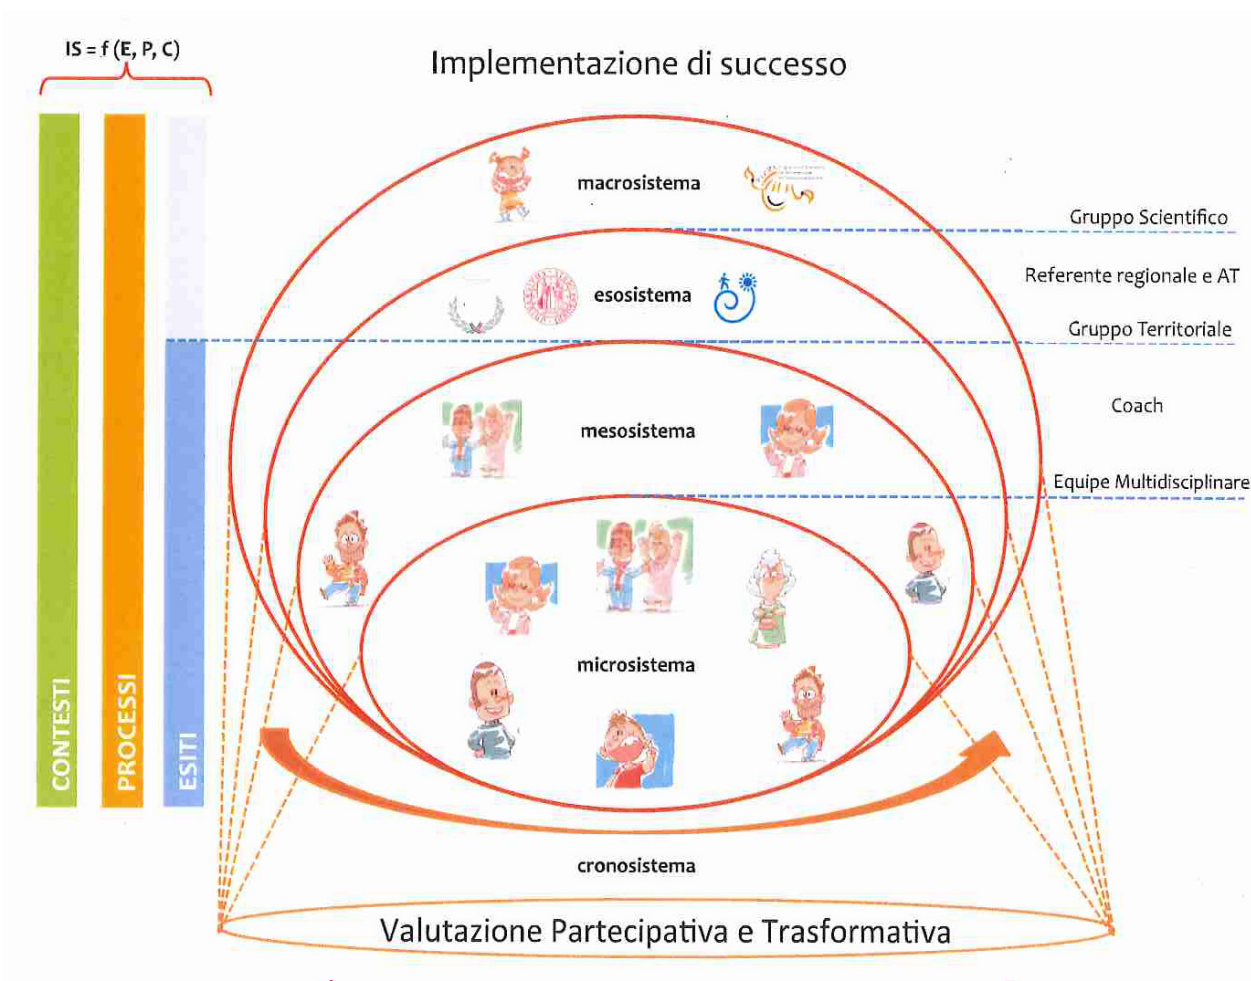 IS = f (E, P, C)
Implementazione di successo
macrosistema
Gruppo Scientifico
Referente regionale e AT
esosistema
Gruppo Territoriale
Coach
mesosistema
Equipe Multidisciplinare
microsistema
CONTESTI
PROCESSI
ESITI
cronosistema
Valutazione Partecipativa e Trasformativa